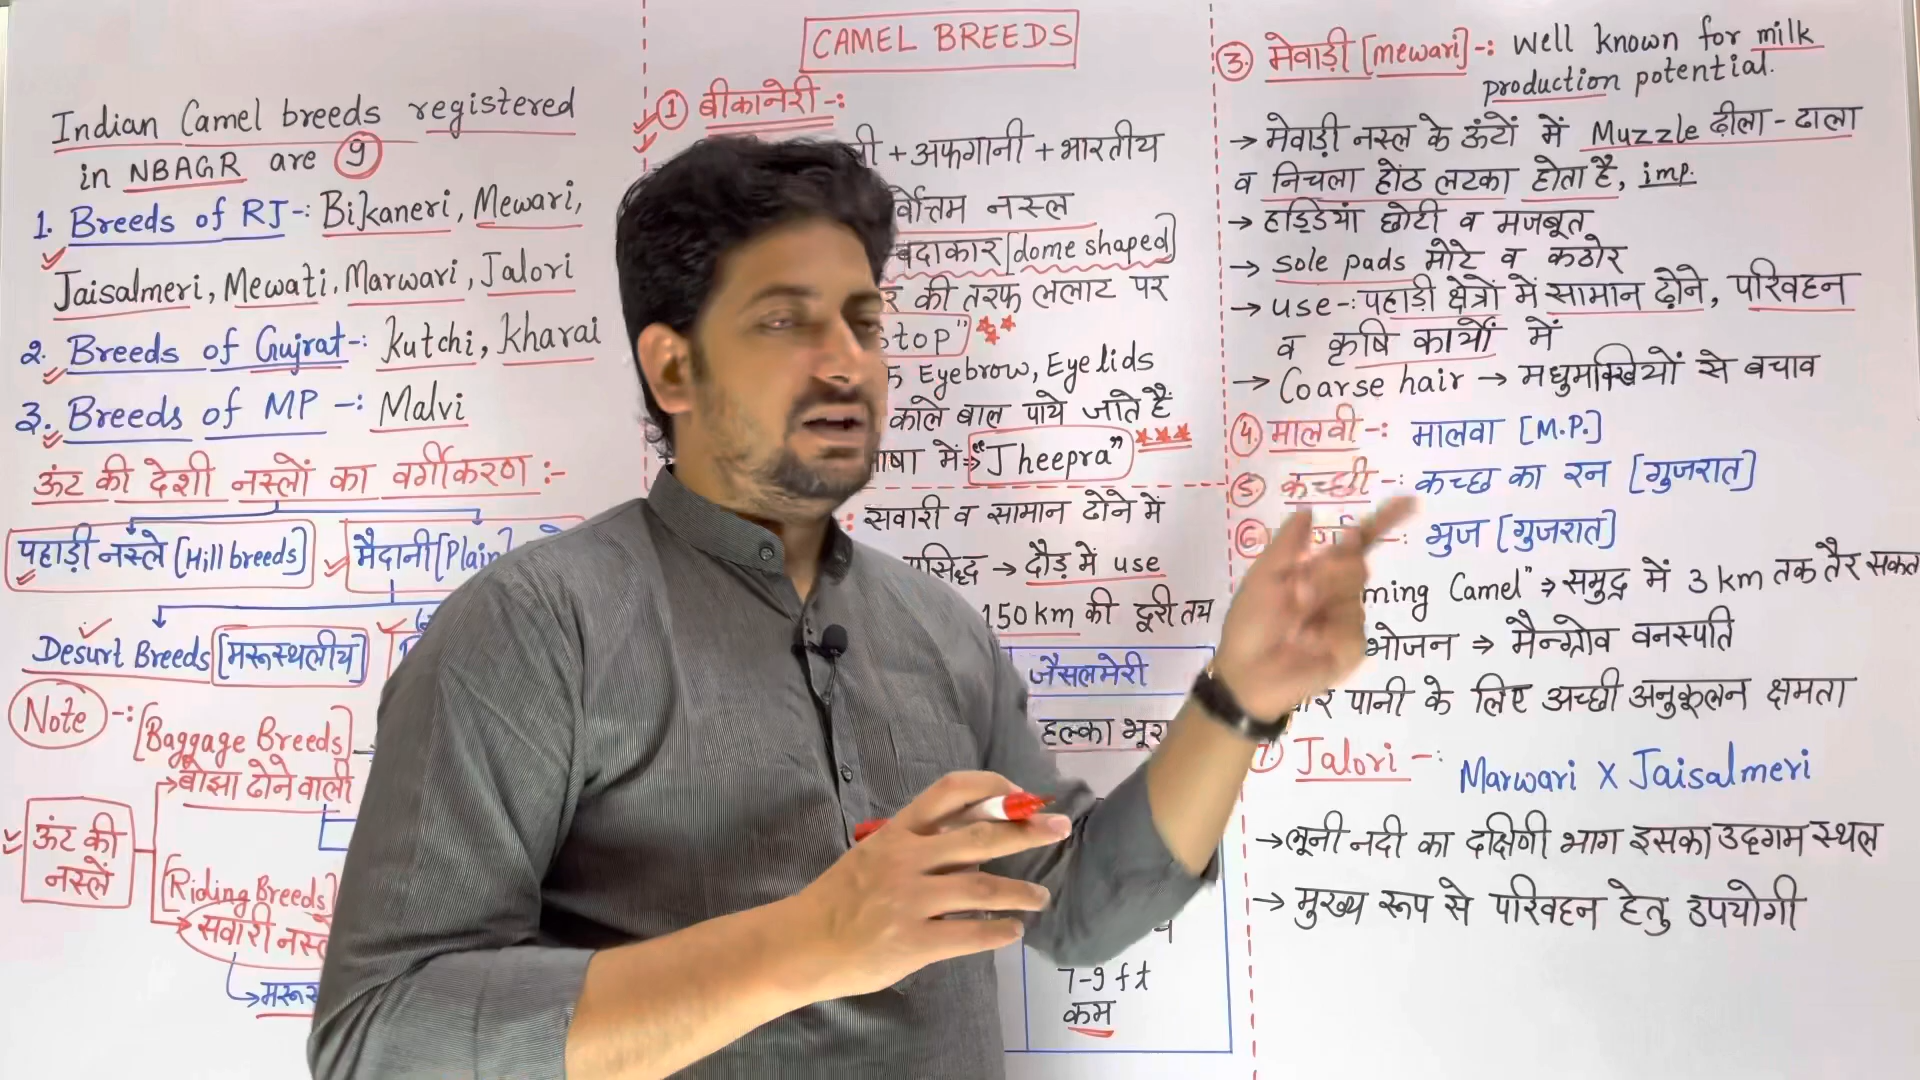 Indian Camel breeds registered
in NBAGR are 9
1. Breeds of RJ-: Bikaneri, Mewari,
Jaisalmeri, Mewati, Marwari, Jalori
2. Breeds of Gujrat-: Kutchi, Kharai
3. Breeds of MP -: Malvi
ऊंट की देशी नस्लों का वर्गीकरण :-
पहाड़ी नस्ले [Hill breeds]
मैदानी [Plain
Desurt Breeds [मरूस्थलीय]
Note -: [Baggage Breeds]
→बोझा ढोने वाली
ऊंट की
नस्लें
[Riding Breeds]
सवारी
CAMEL BREEDS
① बीकानेरी -:
+ अफगानी + भारतीय
नस्ल
[dome shaped]
की तरफ ललाट पर
Stop"
Eyebrow, Eye lids
काले बाल पाये जाते है
में⇒ "Jheepra"
सवारी व सामान ढोने में
→ दौड़ में use
150 km की दूरी तय
जैसलमेरी
हल्का
7-9 ft
कम
③. मेवाड़ी [mewari] -: Well known for milk
production potential.
→ मेवाड़ी नस्ल के ऊंटों में Muzzle ढीला-ढाला
व निचला होंठ लटका होता है, imp.
→ हड्डियां छोटी व मजबूत
→ sole pads मोटे व कठोर
→ use -: पहाड़ी क्षेत्रों में सामान ढ़ोने, परिवहन
व कृषि कार्यो में
→ Coarse hair → मधुमक्खियों से बचाव
④ मालवी -: मालवा [M.P.]
⑤ कच्छी -: कच्छ का रन [गुजरात]
⑥ -: भुज [गुजरात]
ming Camel" ⇒ समुद्र में 3 km तक तैर सकत
भोजन ⇒ मैन्ग्रोव वनस्पति
पानी के लिए अच्छी अनुकूलन क्षमता
7. Jalori -: Marwari X Jaisalmeri
→ लूनी नदी का दक्षिणी भाग इसका उदगम स्थल
→ मुख्य रूप से परिवहन हेतु उपयोगी